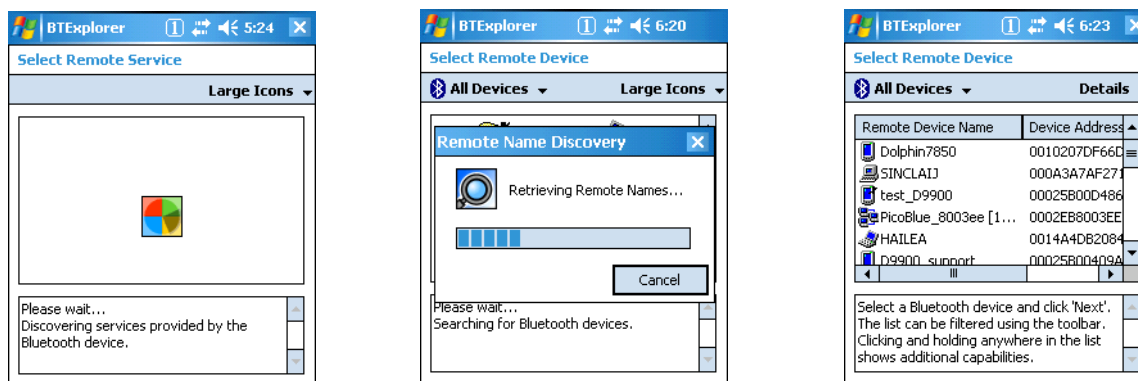 BTExplorer 1 5:24
Select Remote Service
Large Icons
Please wait...
Discovering services provided by the
Bluetooth device.
BTExplorer 1 6:20
Select Remote Device
All Devices Large Icons
Remote Name Discovery
Retrieving Remote Names...
Cancel
Please wait...
Searching for Bluetooth devices.
BTExplorer 1 6:23
Select Remote Device
All Devices Details
Remote Device Name Device Address
Dolphin7850 0010207DF66D
SINCLAIJ 000A3A7AF271
test_D9900 00025B00D486
PicoBlue_8003ee [1... 0002EB8003EE
HAILEA 0014A4DB2084
D9900_support 00025B00409A
Select a Bluetooth device and click 'Next'.
The list can be filtered using the toolbar.
Clicking and holding anywhere in the list
shows additional capabilities.